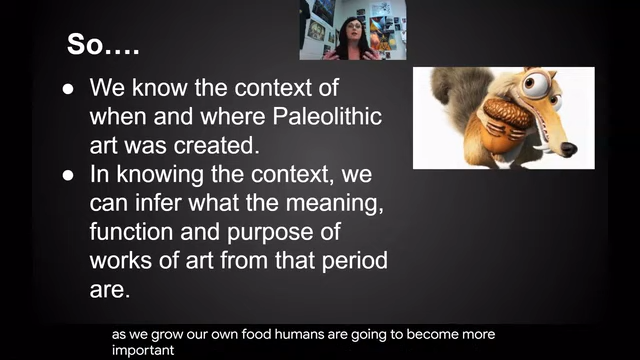 So....
● We know the context of
when and where Paleolithic
art was created.
● In knowing the context, we
can infer what the meaning,
function and purpose of
works of art from that period
are.
as we grow our own food humans are going to become more
important